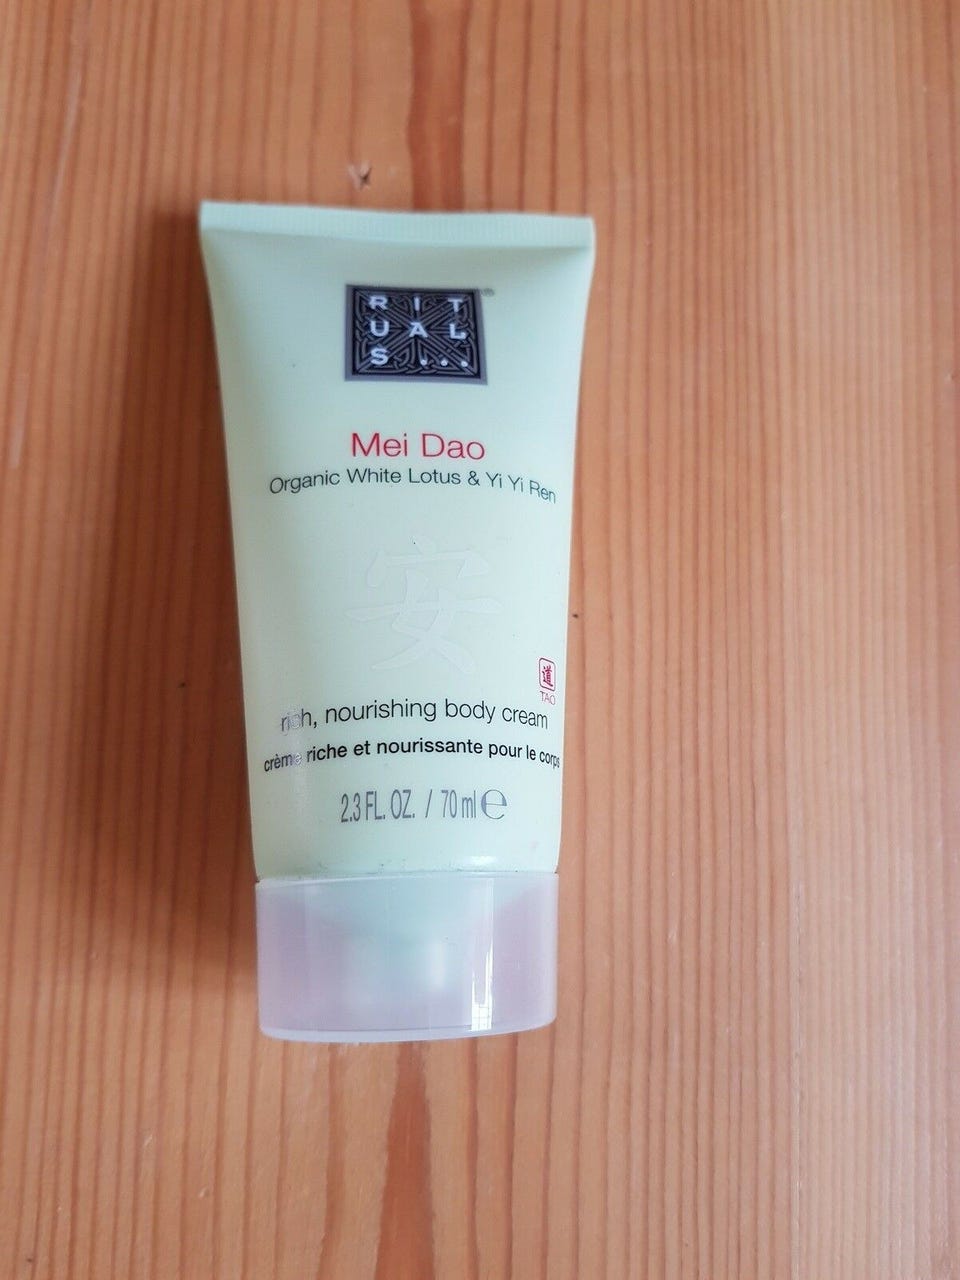 RITUALS...®
Mei Dao
Organic White Lotus & Yi Yi Ren
安
道
TAO
rich, nourishing body cream
crème riche et nourissante pour le corps
2.3 FL. OZ. / 70 ml ℮